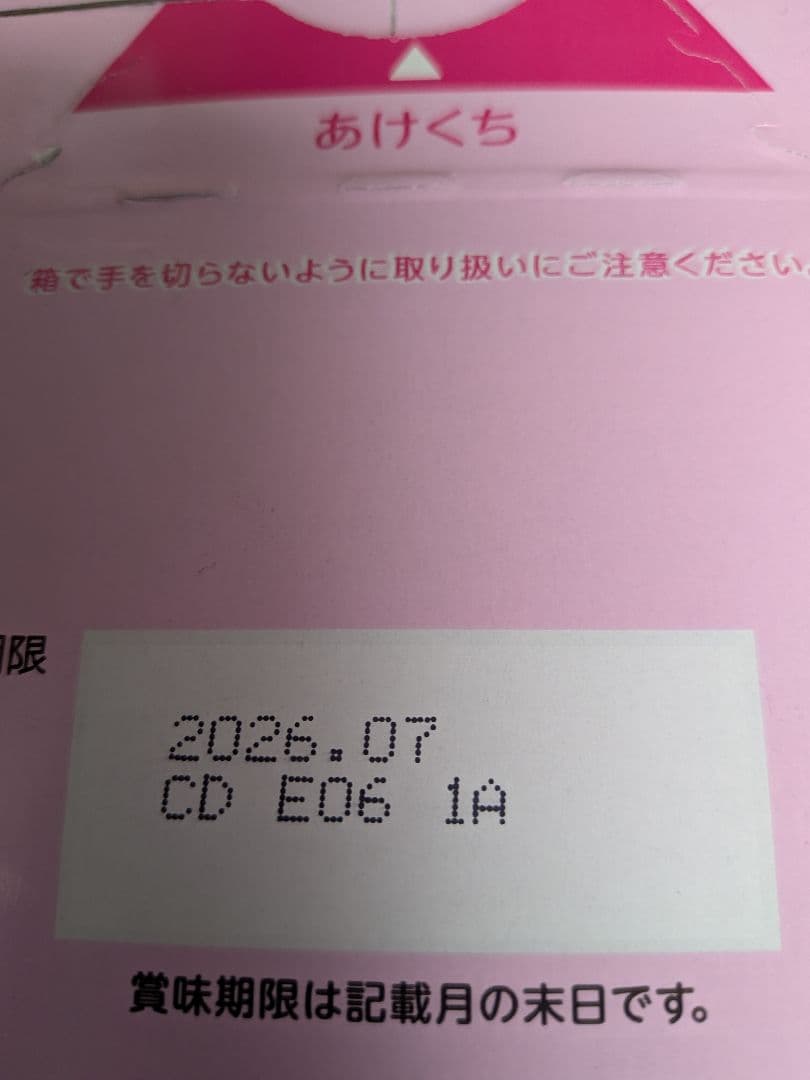 あけくち
箱で手を切らないように取り扱いにご注意ください。
限
2026.07
CD E06 1A
賞味期限は記載月の末日です。